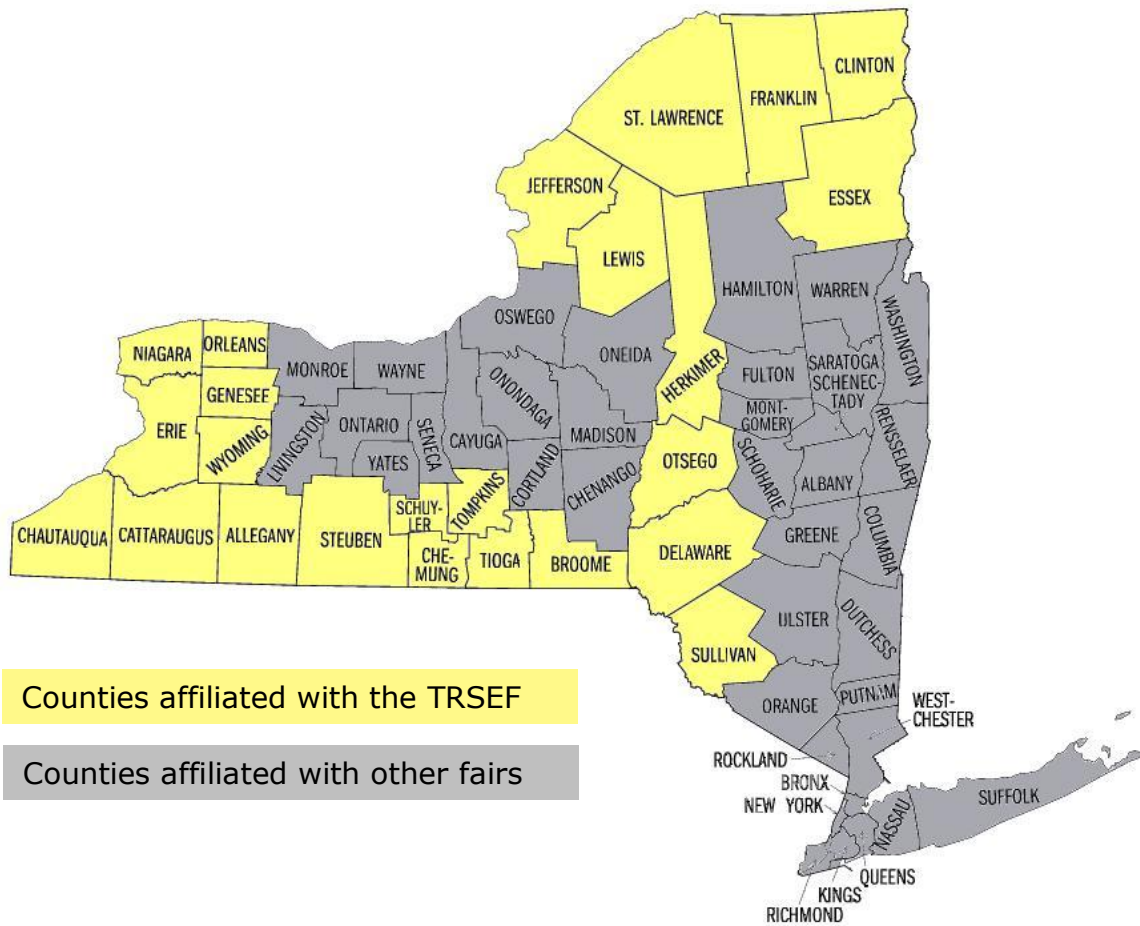 CLINTON
FRANKLIN
ST. LAWRENCE
JEFFERSON
ESSEX
LEWIS
HAMILTON
WARREN
WASHINGTON
OSWEGO
ONEIDA
HERKIMER
NIAGARA
ORLEANS
MONROE
WAYNE
ONONDAGA
FULTON
SARATOGA
SCHENEC-
TADY
GENESEE
MONT-
GOMERY
ERIE
WYOMING
LIVINGSTON
ONTARIO
SENECA
CAYUGA
MADISON
RENSSELAER
YATES
CORTLAND
CHENANGO
OTSEGO
SCHOHARIE
ALBANY
SCHUY-
LER
TOMPKINS
CHAUTAUQUA
CATTARAUGUS
ALLEGANY
STEUBEN
CHE-
MUNG
TIOGA
BROOME
DELAWARE
GREENE
COLUMBIA
ULSTER
DUTCHESS
SULLIVAN
Counties affiliated with the TRSEF
ORANGE
PUTNAM
WEST-
CHESTER
Counties affiliated with other fairs
ROCKLAND
BRONX
NEW YORK
NASSAU
SUFFOLK
QUEENS
KINGS
RICHMOND